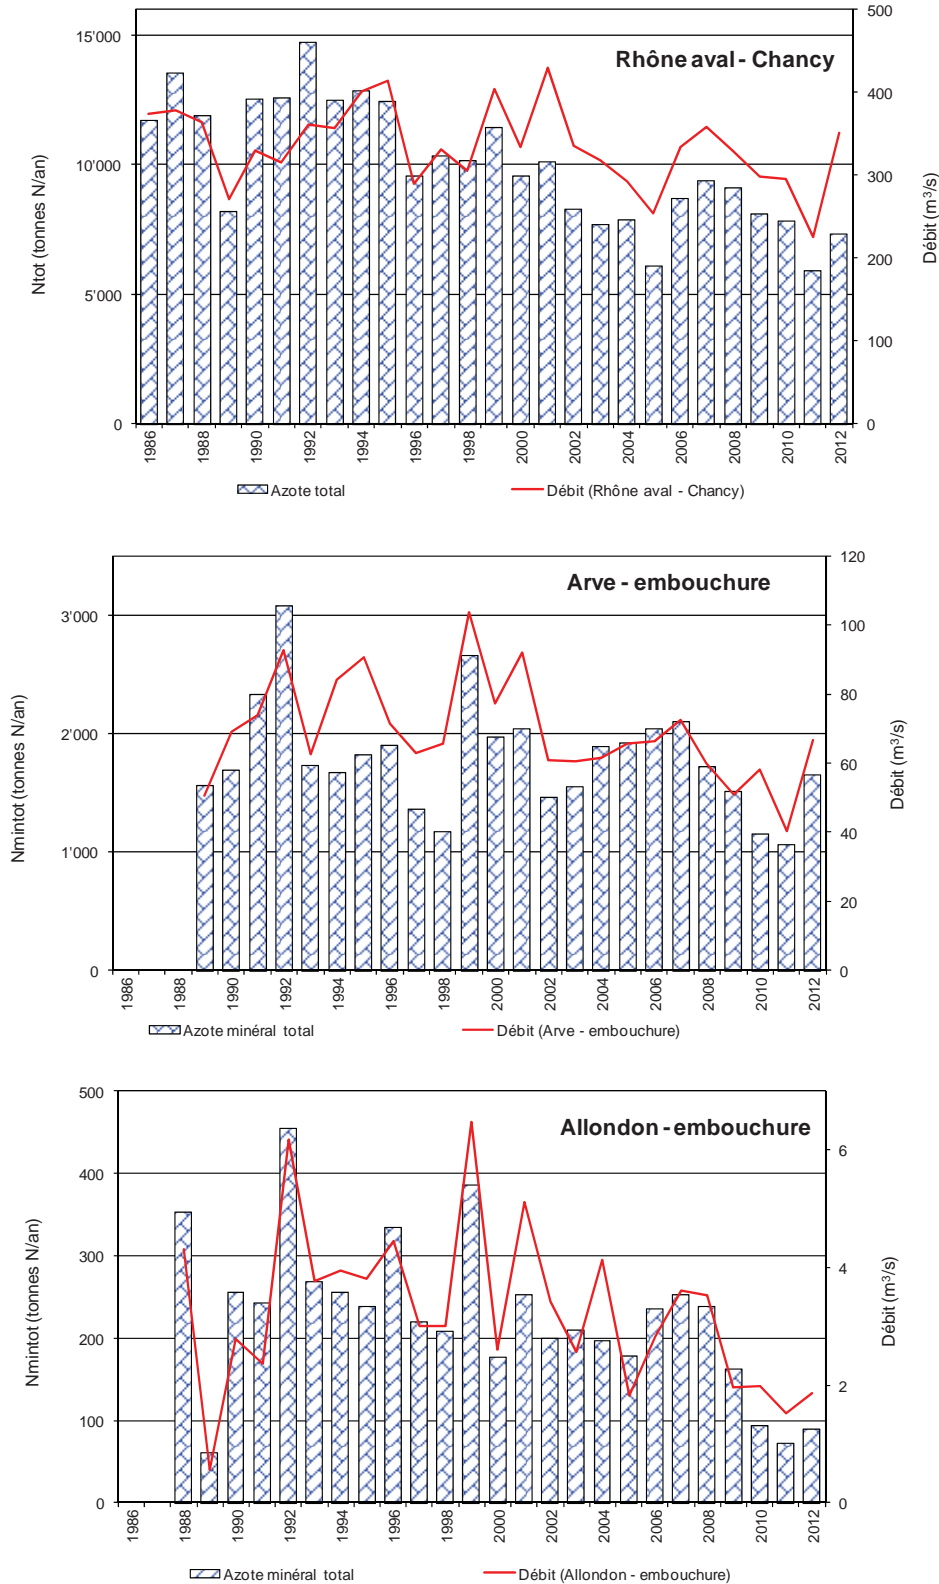 Rhône aval - Chancy
Ntot (tonnes N/an)
15'000
10'000
5'000
0
500
400
300
200
100
0
Débit (m³/s)
1986 1988 1990 1992 1994 1996 1998 2000 2002 2004 2006 2008 2010 2012
Azote total Débit (Rhône aval - Chancy)
Arve - embouchure
Nmintot (tonnes N/an)
3'000
2'000
1'000
0
120
100
80
60
40
20
0
Débit (m³/s)
1986 1988 1990 1992 1994 1996 1998 2000 2002 2004 2006 2008 2010 2012
Azote minéral total Débit (Arve - embouchure)
Allondon - embouchure
Nmintot (tonnes N/an)
500
400
300
200
100
0
6
4
2
0
Débit (m³/s)
1986 1988 1990 1992 1994 1996 1998 2000 2002 2004 2006 2008 2010 2012
Azote minéral total Débit (Allondon - embouchure)